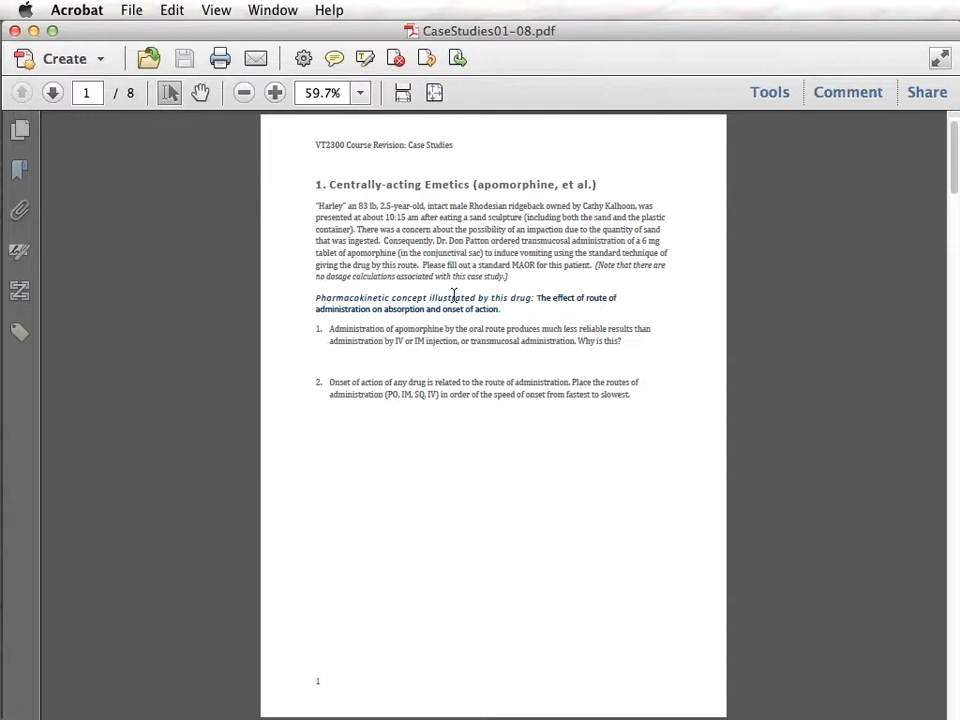 Acrobat File Edit View Window Help
CaseStudies01-08.pdf
Create
1 / 8 59.7% Tools Comment Share
VT2300 Course Revision: Case Studies
1. Centrally-acting Emetics (apomorphine, et al.)
"Harley" an 83 lb, 2.5-year-old, intact male Rhodesian ridgeback owned by Cathy Kalhoon, was
presented at about 10:15 am after eating a sand sculpture (including both the sand and the plastic
container). There was a concern about the possibility of an impaction due to the quantity of sand
that was ingested. Consequently, Dr. Don Patton ordered transmucosal administration of a 6 mg
tablet of apomorphine (in the conjunctival sac) to induce vomiting using the standard technique of
giving the drug by this route. Please fill out a standard MAOR for this patient. (Note that there are
no dosage calculations associated with this case study.)
Pharmacokinetic concept illustrated by this drug: The effect of route of
administration on absorption and onset of action.
1. Administration of apomorphine by the oral route produces much less reliable results than
administration by IV or IM injection, or transmucosal administration. Why is this?
2. Onset of action of any drug is related to the route of administration. Place the routes of
administration (PO, IM, SQ, IV) in order of the speed of onset from fastest to slowest.
1